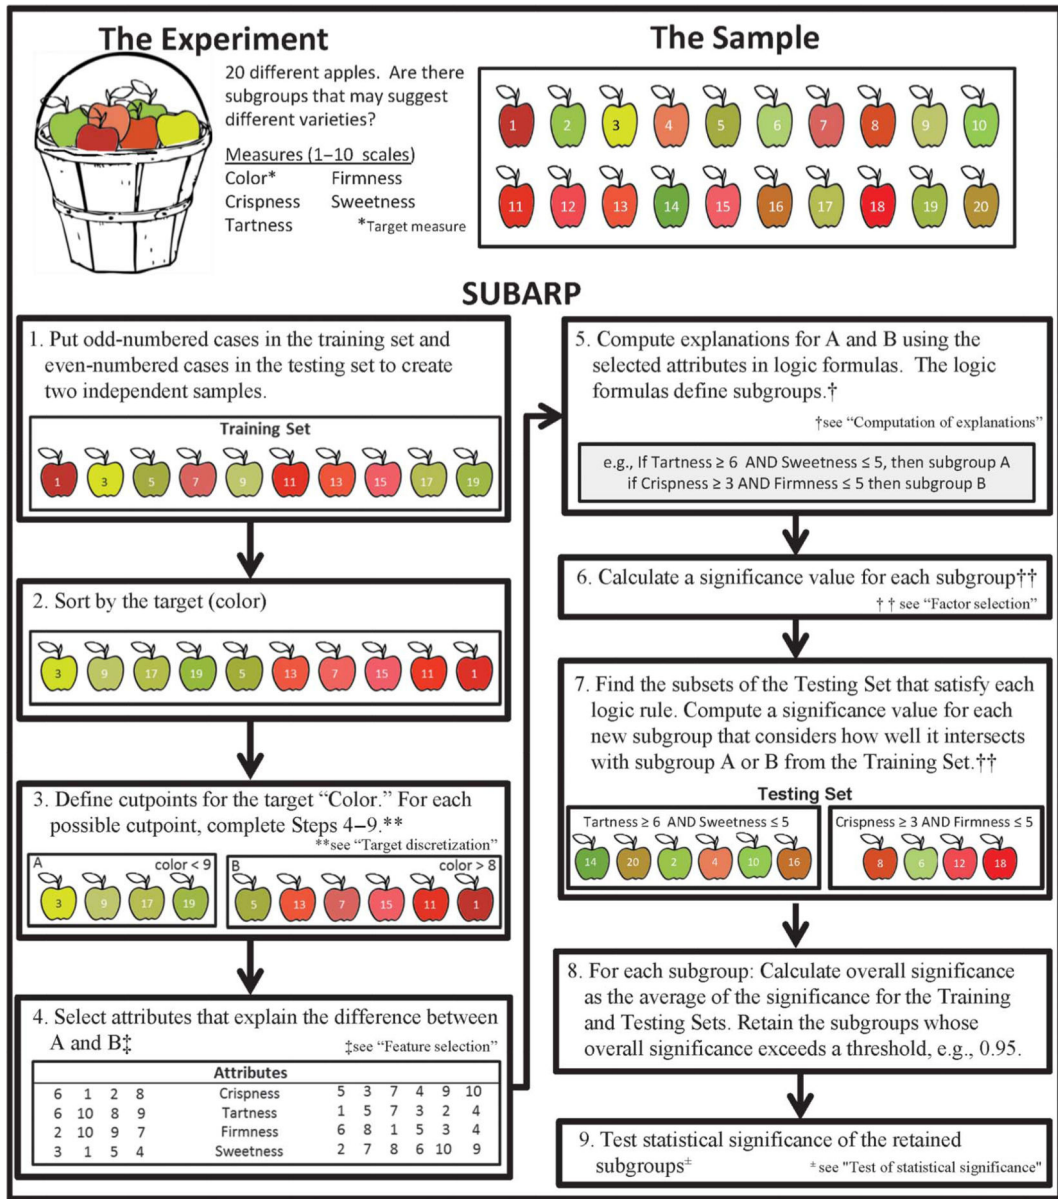 The Experiment
20 different apples. Are there
subgroups that may suggest
different varieties?
Measures (1–10 scales)
Color* Firmness
Crispness Sweetness
Tartness *Target measure
The Sample
1 2 3 4 5 6 7 8 9 10
11 12 13 14 15 16 17 18 19 20
SUBARP
1. Put odd-numbered cases in the training set and
even-numbered cases in the testing set to create
two independent samples.
Training Set
1 3 5 7 9 11 13 15 17 19
2. Sort by the target (color)
3 9 17 19 5 13 7 15 11 1
3. Define cutpoints for the target “Color.” For each
possible cutpoint, complete Steps 4–9.**
**see “Target discretization”
A color < 9
3 9 17 19
B color > 8
5 13 7 15 11 1
4. Select attributes that explain the difference between
A and B‡ ‡see “Feature selection”
Attributes
6 1 2 8 Crispness 5 3 7 4 9 10
6 10 8 9 Tartness 1 5 7 3 2 4
2 10 9 7 Firmness 6 8 1 5 3 4
3 1 5 4 Sweetness 2 7 8 6 10 9
5. Compute explanations for A and B using the
selected attributes in logic formulas. The logic
formulas define subgroups.†
†see “Computation of explanations”
e.g., If Tartness ≥ 6 AND Sweetness ≤ 5, then subgroup A
if Crispness ≥ 3 AND Firmness ≤ 5 then subgroup B
6. Calculate a significance value for each subgroup††
† † see “Factor selection”
7. Find the subsets of the Testing Set that satisfy each
logic rule. Compute a significance value for each
new subgroup that considers how well it intersects
with subgroup A or B from the Training Set.††
Testing Set
Tartness ≥ 6 AND Sweetness ≤ 5
14 20 2 4 10 16
Crispness ≥ 3 AND Firmness ≤ 5
8 6 12 18
8. For each subgroup: Calculate overall significance
as the average of the significance for the Training
and Testing Sets. Retain the subgroups whose
overall significance exceeds a threshold, e.g., 0.95.
9. Test statistical significance of the retained
subgroups± ± see "Test of statistical significance"